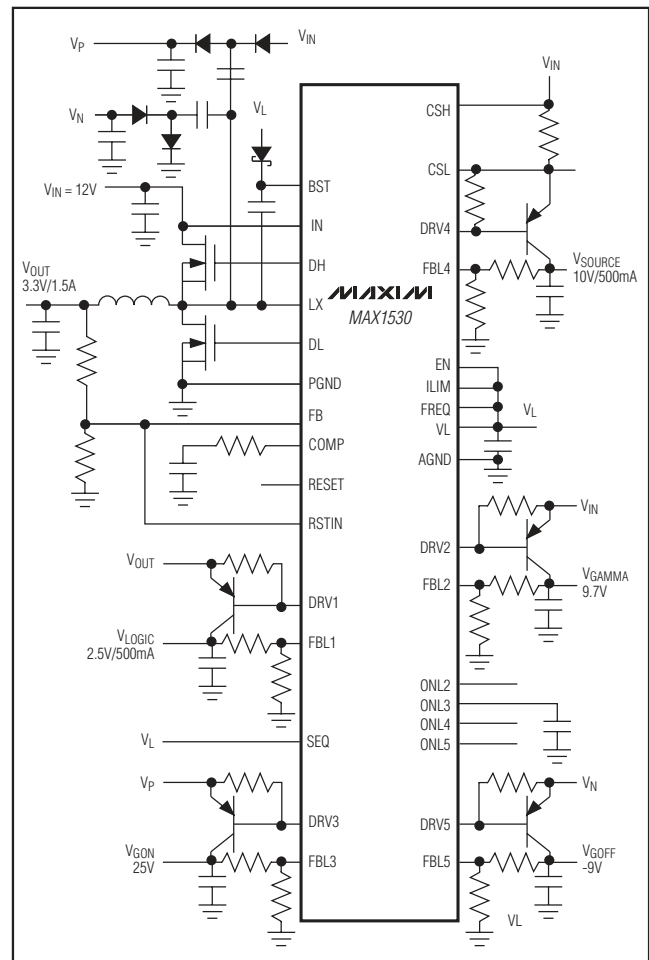 VP
VIN
VN
VL
VIN = 12V
VOUT
3.3V/1.5A
VOUT
VLOGIC
2.5V/500mA
VL
VP
VGON
25V
BST
IN
DH
LX
DL
PGND
FB
COMP
RESET
RSTIN
DRV1
FBL1
SEQ
DRV3
FBL3
MAXIM
MAX1530
CSH
CSL
DRV4
FBL4
EN
ILIM
FREQ
VL
AGND
DRV2
FBL2
ONL2
ONL3
ONL4
ONL5
DRV5
FBL5
VIN
VSOURCE
10V/500mA
VL
VIN
VGAMMA
9.7V
VN
VGOFF
-9V
VL